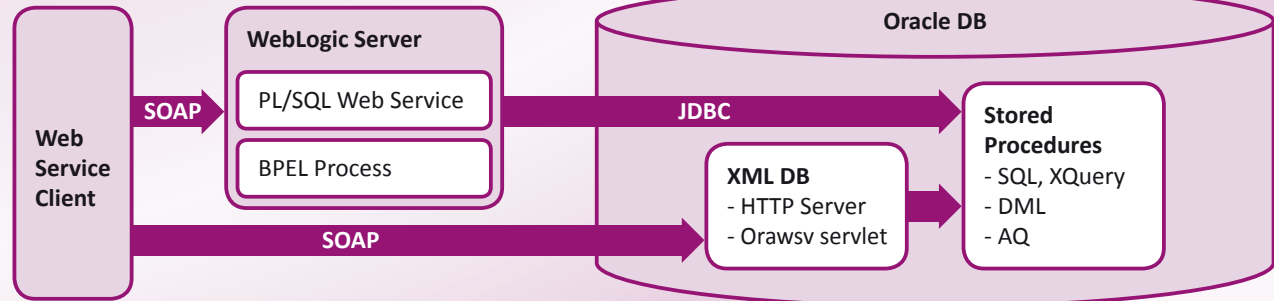 Web
Service
Client
SOAP
WebLogic Server
PL/SQL Web Service
BPEL Process
SOAP
Oracle DB
JDBC
XML DB
- HTTP Server
- Orawsv servlet
Stored
Procedures
- SQL, XQuery
- DML
- AQ